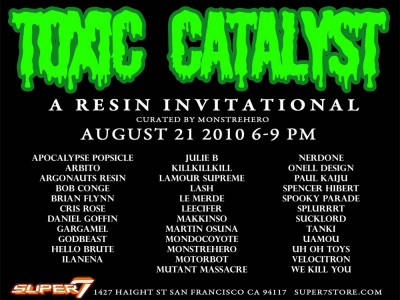 TOXIC CATALYST
A RESIN INVITATIONAL
CURATED BY MONSTREHERO
AUGUST 21 2010 6-9 PM
APOCALYPSE POPSICLE
ARBITO
ARGONAUTS RESIN
BOB CONGE
BRIAN FLYNN
CRIS ROSE
DANIEL GOFFIN
GARGAMEL
GODBEAST
HELLO BRUTE
ILANENA
JULIE B
KILLKILLKILL
LAMOUR SUPREME
LASH
LE MERDE
LEECIFER
MAKKINSO
MARTIN OSUNA
MONDOCOYOTE
MONSTREHERO
MOTORBOT
MUTANT MASSACRE
NERDONE
ONELL DESIGN
PAUL KAIJU
SPENCER HIBERT
SPOOKY PARADE
SPLURRRT
SUCKLORD
TANKI
UAMOU
UH OH TOYS
VELOCITRON
WE KILL YOU
SUPER7
1427 HAIGHT ST SAN FRANCISCO CA 94117 SUPER7STORE.COM